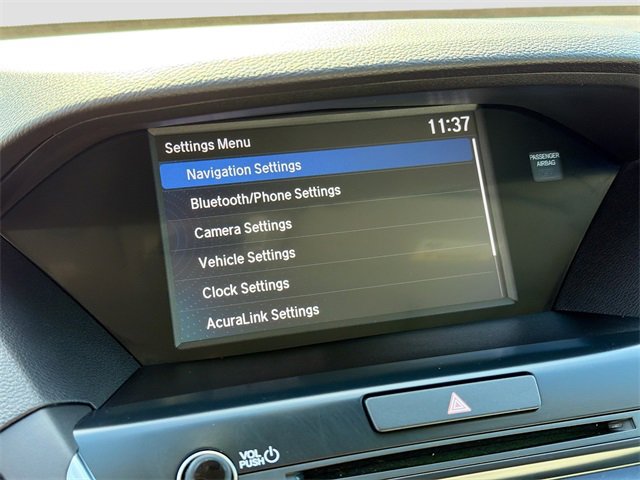 Settings Menu
11:37
Navigation Settings
Bluetooth/Phone Settings
Camera Settings
Vehicle Settings
Clock Settings
AcuraLink Settings
PASSENGER
AIRBAG
VOL
PUSH